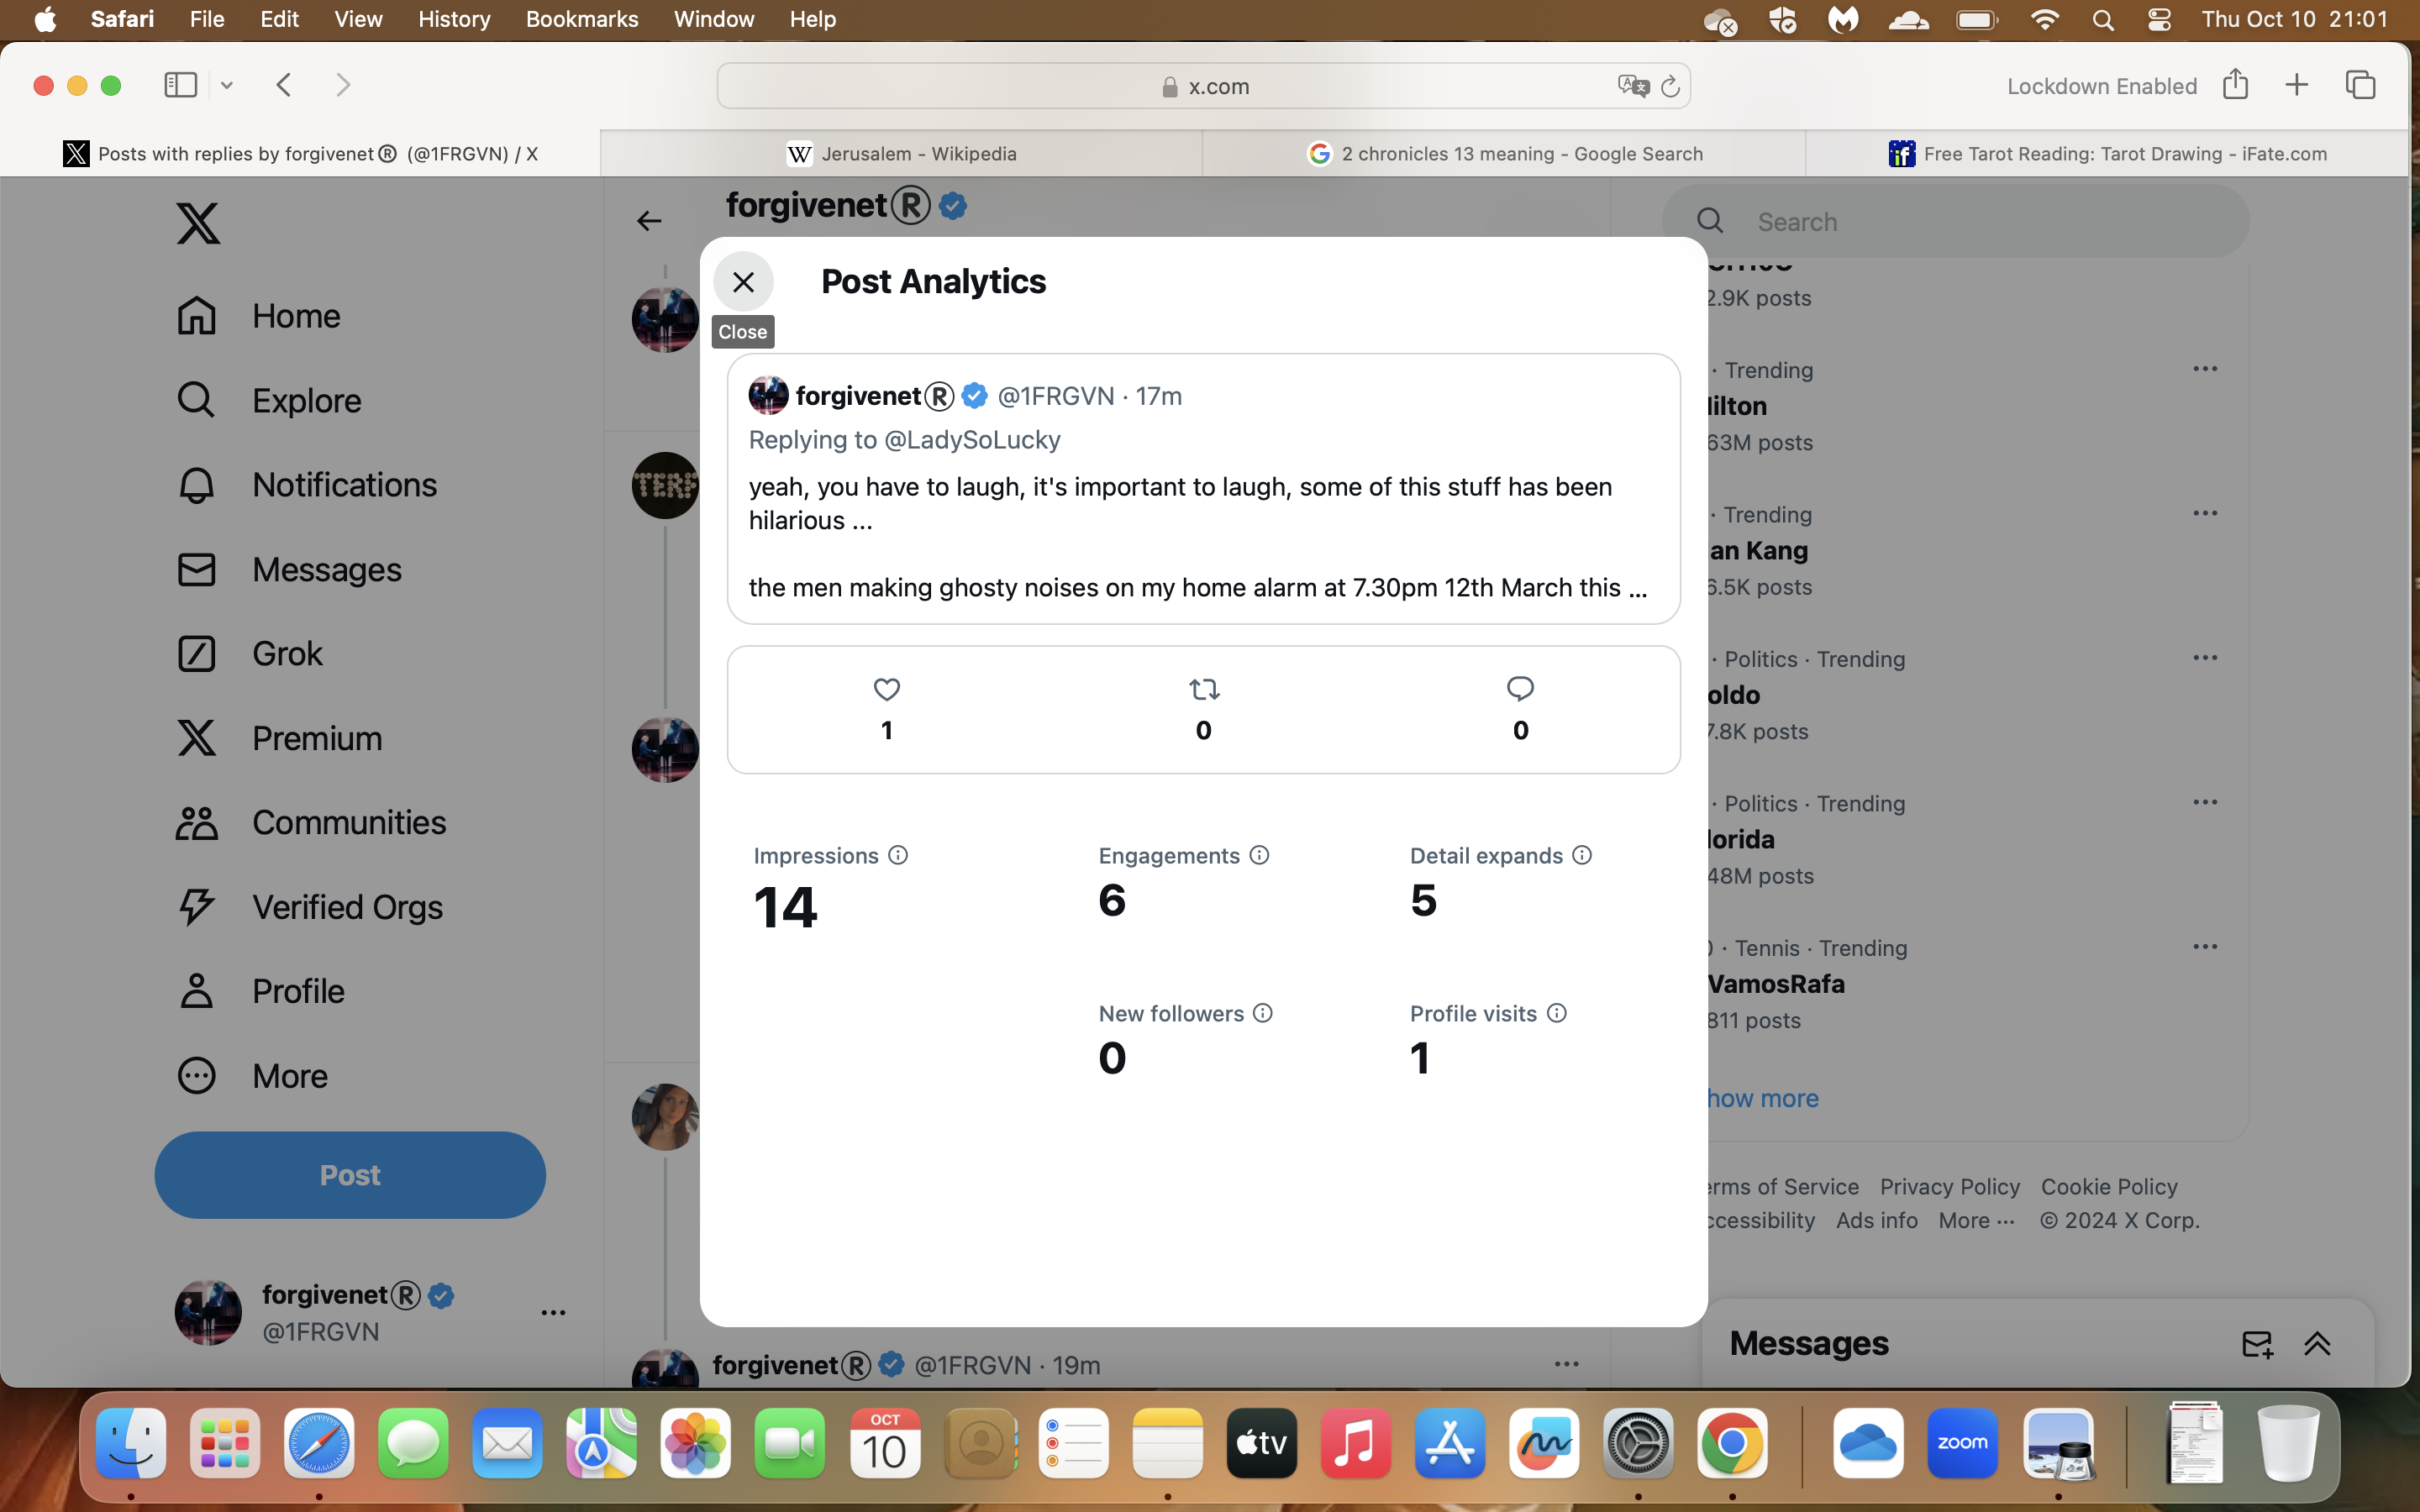 Safari File Edit View History Bookmarks Window Help Thu Oct 10 21:01
x.com Lockdown Enabled
Posts with replies by forgivenet® (@1FRGVN) / X Jerusalem - Wikipedia 2 chronicles 13 meaning - Google Search Free Tarot Reading: Tarot Drawing - iFate.com
forgivenet®
Search
Home
Explore
Notifications
Messages
Grok
Premium
Communities
Verified Orgs
Profile
More
Post
forgivenet®
@1FRGVN
Post Analytics
Close
forgivenet® @1FRGVN · 17m
Replying to @LadySoLucky
yeah, you have to laugh, it's important to laugh, some of this stuff has been
hilarious ...
the men making ghosty noises on my home alarm at 7.30pm 12th March this ...
1 0 0
Impressions Engagements Detail expands
14 6 5
New followers Profile visits
0 1
forgivenet® @1FRGVN · 19m
2.9K posts
· Trending
ilton
63M posts
· Trending
an Kang
6.5K posts
· Politics · Trending
oldo
7.8K posts
· Politics · Trending
lorida
48M posts
· Tennis · Trending
VamosRafa
811 posts
how more
erms of Service Privacy Policy Cookie Policy
ccessibility Ads info More ··· © 2024 X Corp.
Messages
TERF
OCT
10
tv
zoom